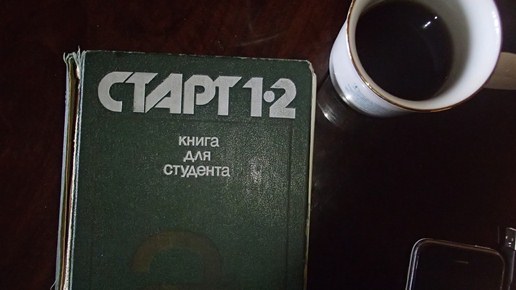 СТАРТ 1·2
книга
для
студента